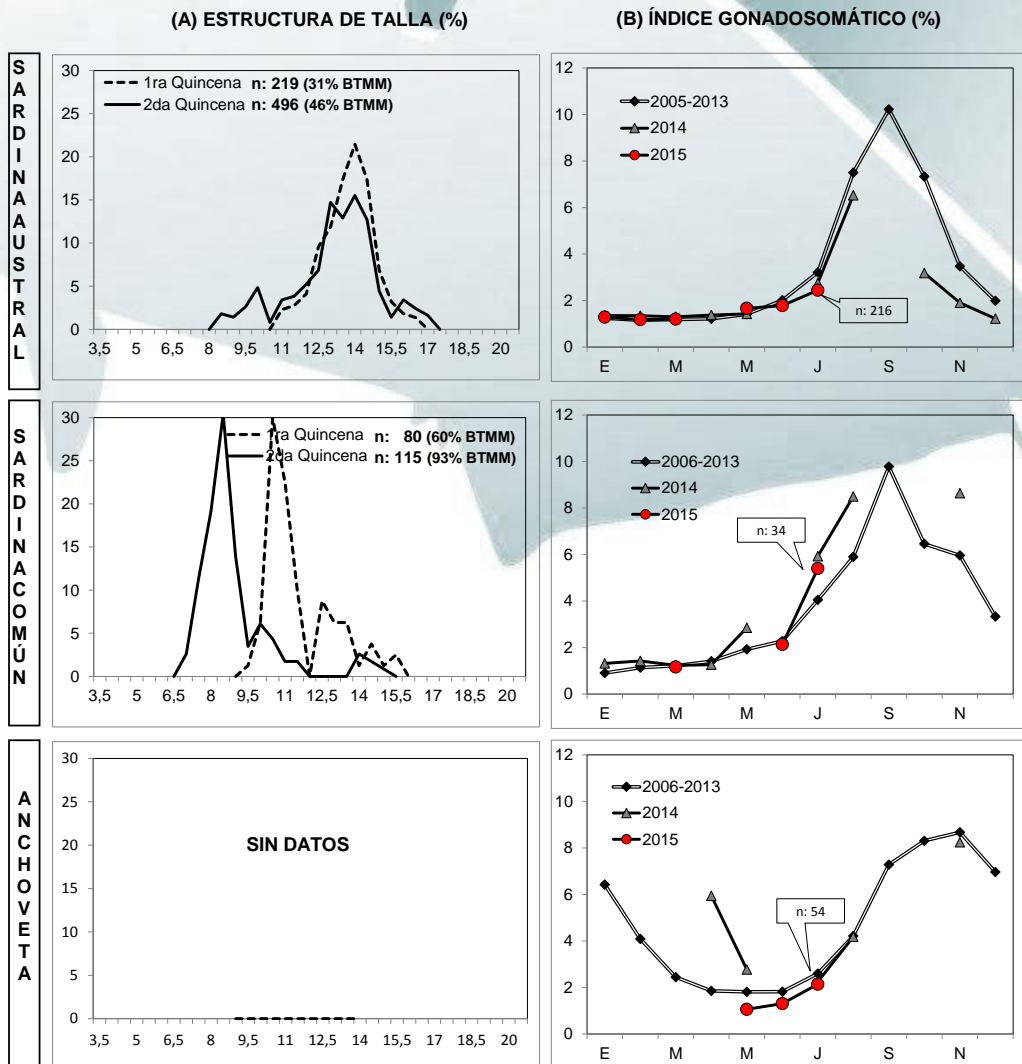 (A) ESTRUCTURA DE TALLA (%)
(B) ÍNDICE GONADOSOMÁTICO (%)
SARDINA AUSTRAL
30
25
20
15
10
5
0
3,5 5 6,5 8 9,5 11 12,5 14 15,5 17 18,5 20
1ra Quincena n: 219 (31% BTMM)
2da Quincena n: 496 (46% BTMM)
12
10
8
6
4
2
0
E M M J S N
2005-2013
2014
2015
n: 216
SARDINA COMÚN
30
25
20
15
10
5
0
3,5 5 6,5 8 9,5 11 12,5 14 15,5 17 18,5 20
1ra Quincena n: 80 (60% BTMM)
2da Quincena n: 115 (93% BTMM)
12
10
8
6
4
2
0
E M M J S N
2006-2013
2014
2015
n: 34
ANCHOVETA
30
25
20
15
10
5
0
3,5 5 6,5 8 9,5 11 12,5 14 15,5 17 18,5 20
SIN DATOS
12
10
8
6
4
2
0
E M M J S N
2006-2013
2014
2015
n: 54